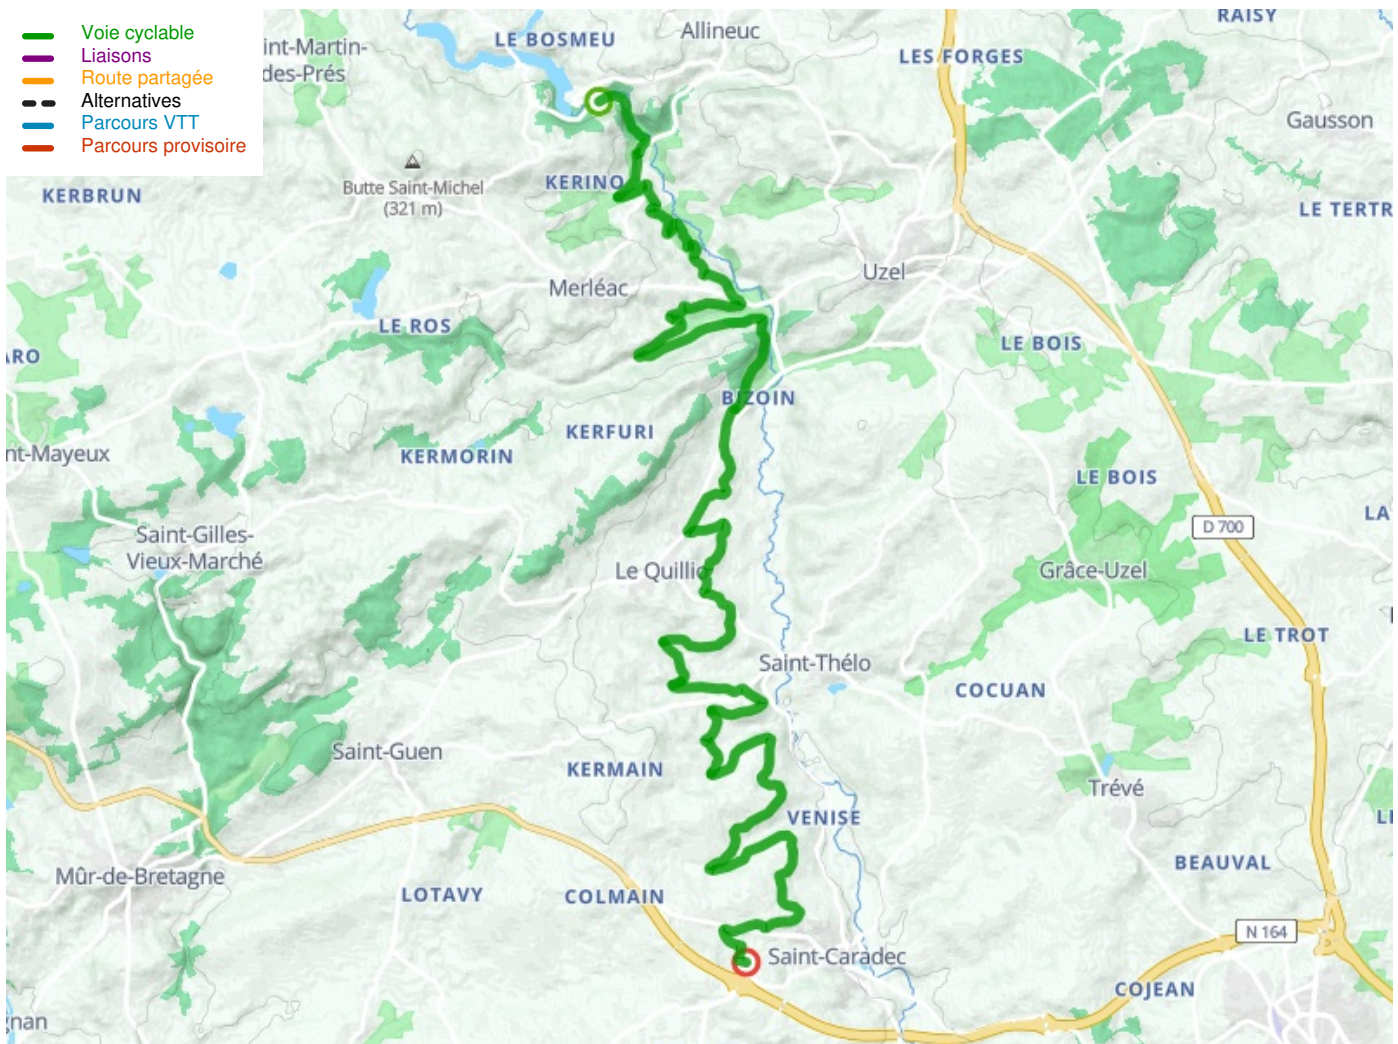 Voie cyclable
Liaisons
Route partagée
Alternatives
Parcours VTT
Parcours provisoire
RAISY
LE BOSMEU
Allineuc
int-Martin-
des-Prés
LES FORGES
Gausson
Butte Saint-Michel
(321 m)
KERINO
KERBRUN
LE TERTR
Uzel
Merléac
LE ROS
LE BOIS
ARO
BIZOIN
KERFURI
KERMORIN
nt-Mayeux
LE BOIS
LA
D 700
Saint-Gilles-
Vieux-Marché
Le Quillio
Grâce-Uzel
LE TROT
Saint-Thélo
COCUAN
Saint-Guen
KERMAIN
Trévé
VENISE
LE
BEAUVAL
Mûr-de-Bretagne
LOTAVY
COLMAIN
N 164
Saint-Caradec
COJEAN
gnan